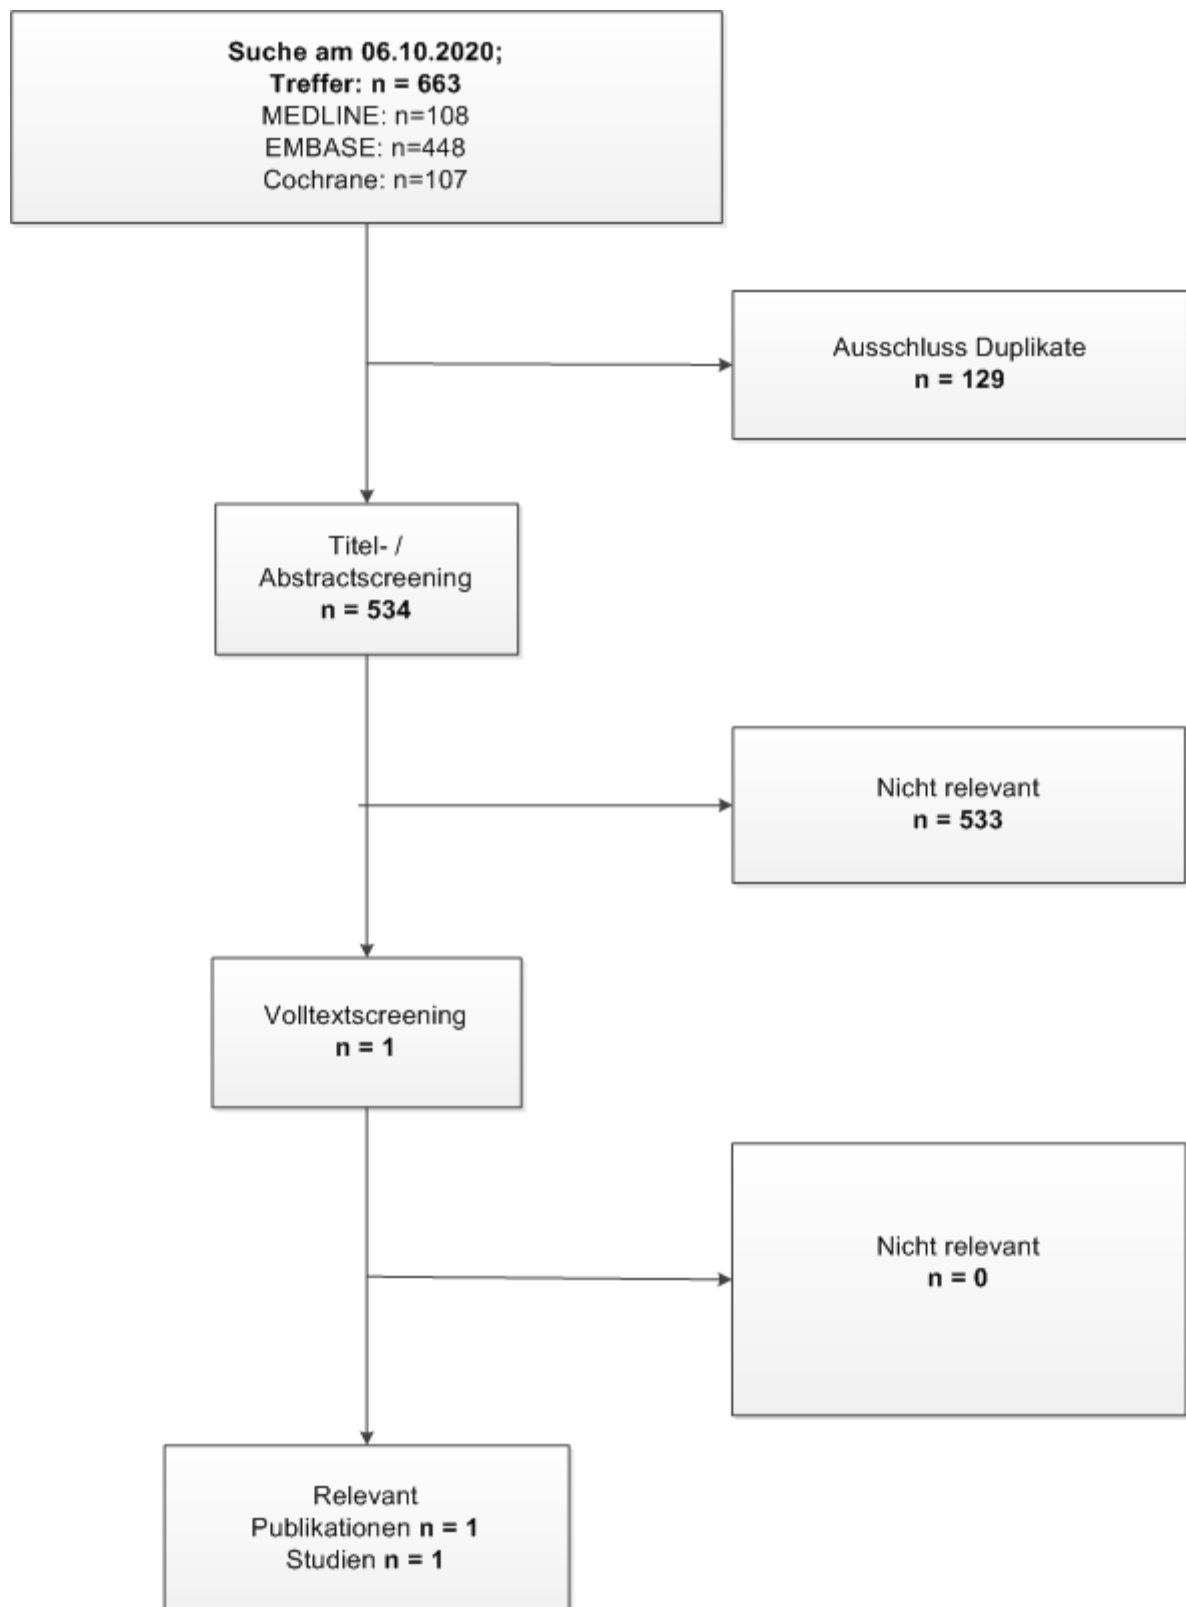 Suche am 06.10.2020;
Treffer: n = 663
MEDLINE: n=108
EMBASE: n=448
Cochrane: n=107
Ausschluss Duplikate
n = 129
Titel- /
Abstractscreening
n = 534
Nicht relevant
n = 533
Volltextscreening
n = 1
Nicht relevant
n = 0
Relevant
Publikationen n = 1
Studien n = 1